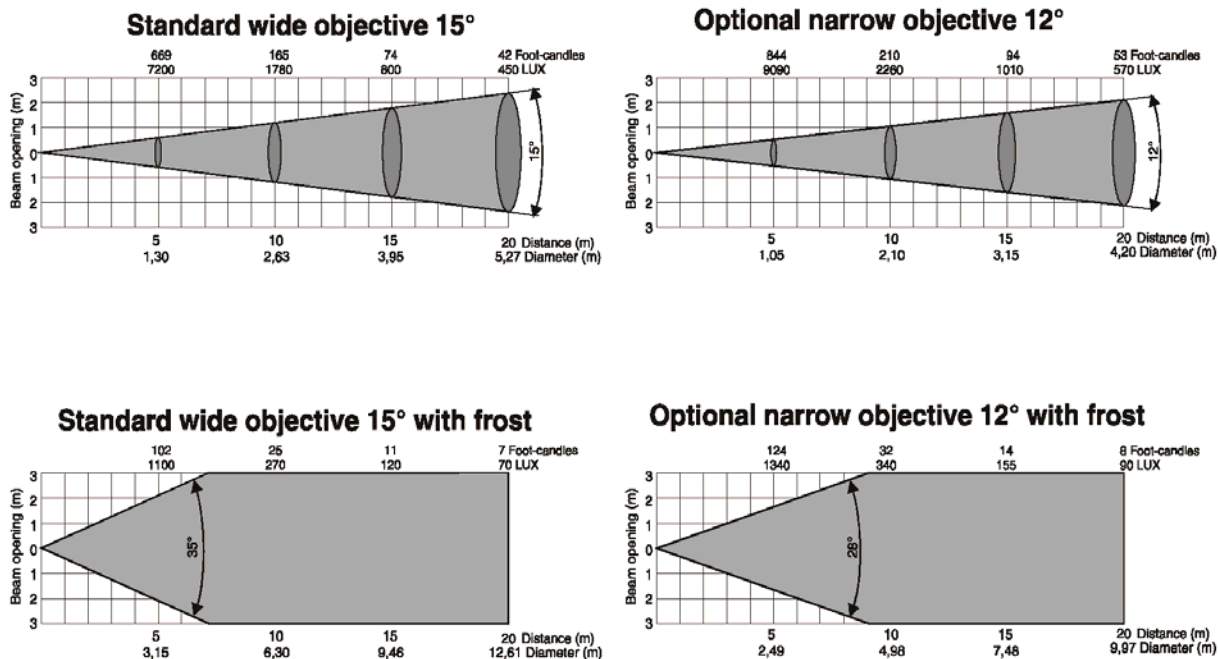 Standard wide objective 15°
669 165 74 42 Foot-candles
7200 1780 800 450 LUX
Beam opening (m)
3
2
1
0
1
2
3
15°
5 10 15 20 Distance (m)
1,30 2,63 3,95 5,27 Diameter (m)
Optional narrow objective 12°
844 210 94 53 Foot-candles
9090 2260 1010 570 LUX
Beam opening (m)
3
2
1
0
1
2
3
12°
5 10 15 20 Distance (m)
1,05 2,10 3,15 4,20 Diameter (m)
Standard wide objective 15° with frost
102 25 11 7 Foot-candles
1100 270 120 70 LUX
Beam opening (m)
3
2
1
0
1
2
3
35°
5 10 15 20 Distance (m)
3,15 6,30 9,46 12,61 Diameter (m)
Optional narrow objective 12° with frost
124 32 14 8 Foot-candles
1340 340 155 90 LUX
Beam opening (m)
3
2
1
0
1
2
3
28°
5 10 15 20 Distance (m)
2,49 4,98 7,48 9,97 Diameter (m)